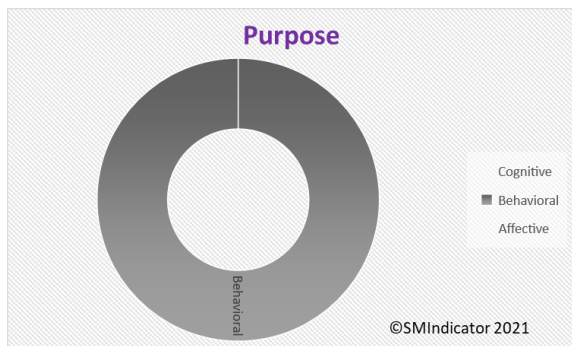 Purpose
Cognitive
Behavioral
Affective
Behavioral
©SMIndicator 2021